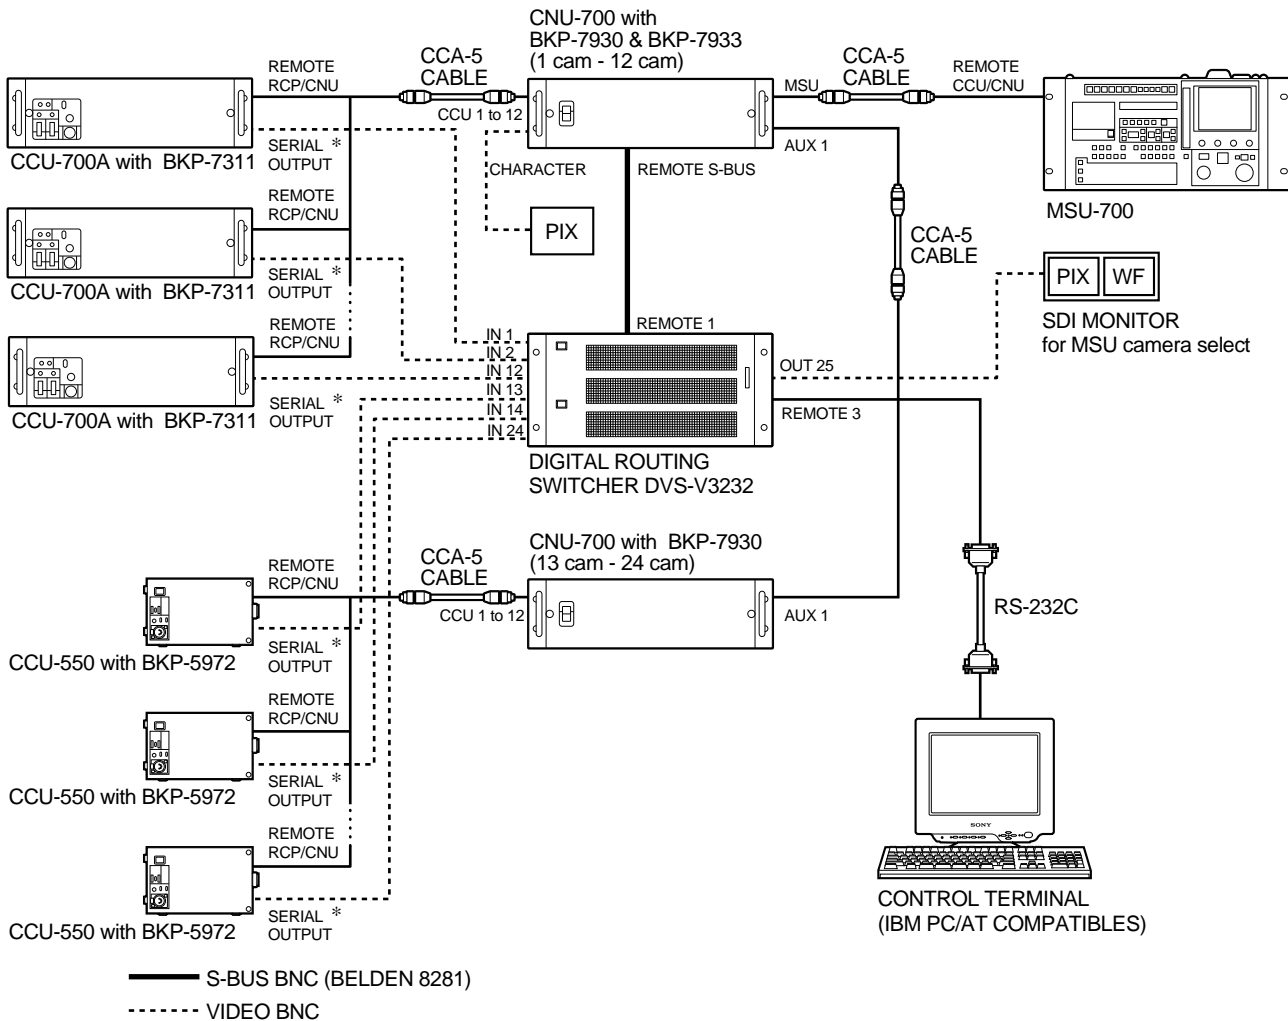 CNU-700 with
BKP-7930 & BKP-7933
(1 cam - 12 cam)
CCA-5
CABLE
CCA-5
CABLE
REMOTE
RCP/CNU
REMOTE
CCU/CNU
MSU
CCU 1 to 12
SERIAL *
OUTPUT
AUX 1
CCU-700A with BKP-7311
CHARACTER
REMOTE S-BUS
REMOTE
RCP/CNU
MSU-700
PIX
CCA-5
CABLE
SERIAL *
OUTPUT
CCU-700A with BKP-7311
PIX
WF
REMOTE
RCP/CNU
REMOTE 1
SDI MONITOR
for MSU camera select
IN 1
IN 2
IN 12
IN 13
IN 14
IN 24
OUT 25
REMOTE 3
SERIAL *
OUTPUT
CCU-700A with BKP-7311
DIGITAL ROUTING
SWITCHER DVS-V3232
CNU-700 with BKP-7930
(13 cam - 24 cam)
CCA-5
CABLE
REMOTE
RCP/CNU
CCU 1 to 12
AUX 1
RS-232C
SERIAL *
OUTPUT
CCU-550 with BKP-5972
REMOTE
RCP/CNU
SERIAL *
OUTPUT
CCU-550 with BKP-5972
REMOTE
RCP/CNU
SONY
SERIAL *
OUTPUT
CCU-550 with BKP-5972
CONTROL TERMINAL
(IBM PC/AT COMPATIBLES)
S-BUS BNC (BELDEN 8281)
VIDEO BNC